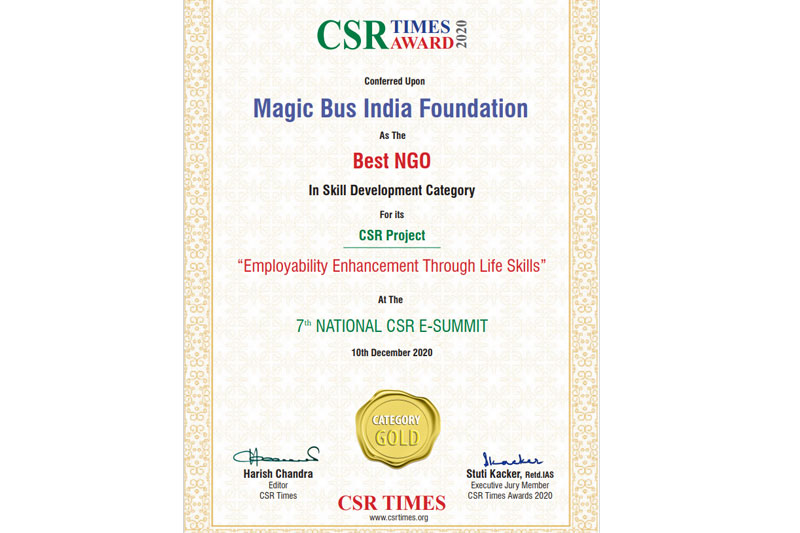 CSR TIMES AWARD 2020
Conferred Upon
Magic Bus India Foundation
As The
Best NGO
In Skill Development Category
For its
CSR Project
“Employability Enhancement Through Life Skills”
At The
7th NATIONAL CSR E-SUMMIT
10th December 2020
CATEGORY
GOLD
Harish Chandra
Editor
CSR Times
Stuti Kacker, Retd.IAS
Executive Jury Member
CSR Times Awards 2020
CSR TIMES
www.csrtimes.org